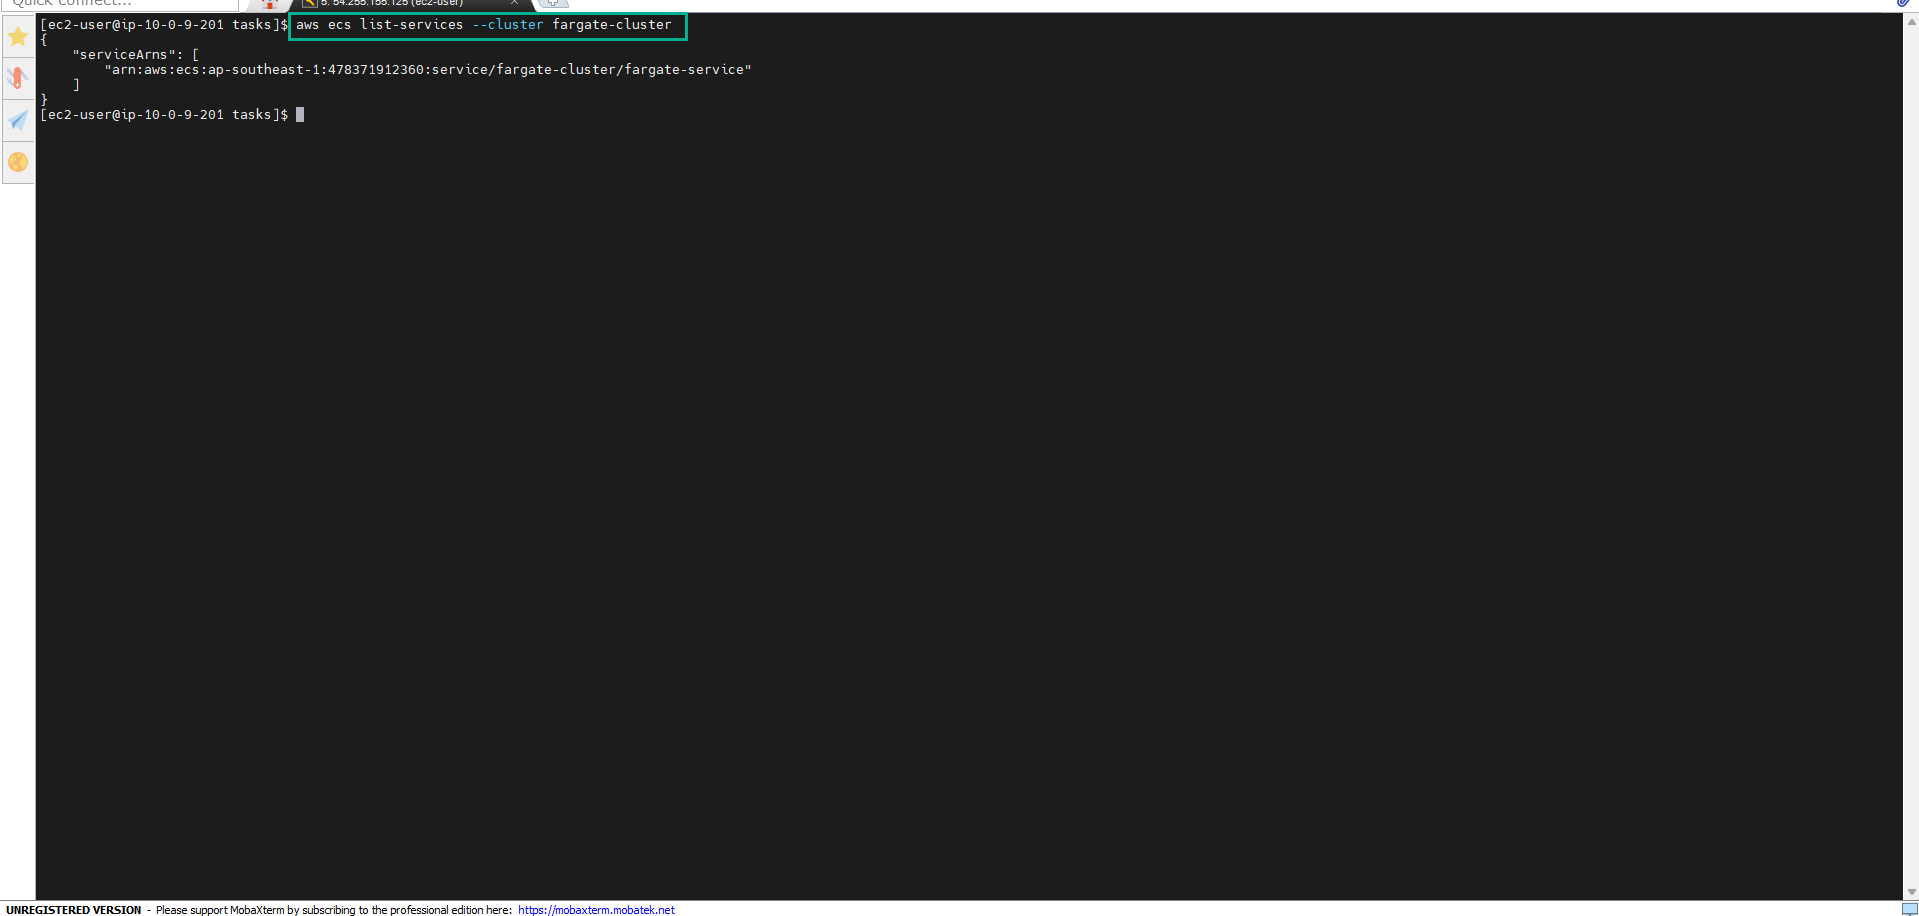 Quick connect...
5. 54.255.155.125 (ec2-user)
[ec2-user@ip-10-0-9-201 tasks]$ aws ecs list-services --cluster fargate-cluster
{
    "serviceArns": [
        "arn:aws:ecs:ap-southeast-1:478371912360:service/fargate-cluster/fargate-service"
    ]
}
[ec2-user@ip-10-0-9-201 tasks]$
UNREGISTERED VERSION - Please support MobaXterm by subscribing to the professional edition here: https://mobaxterm.mobatek.net